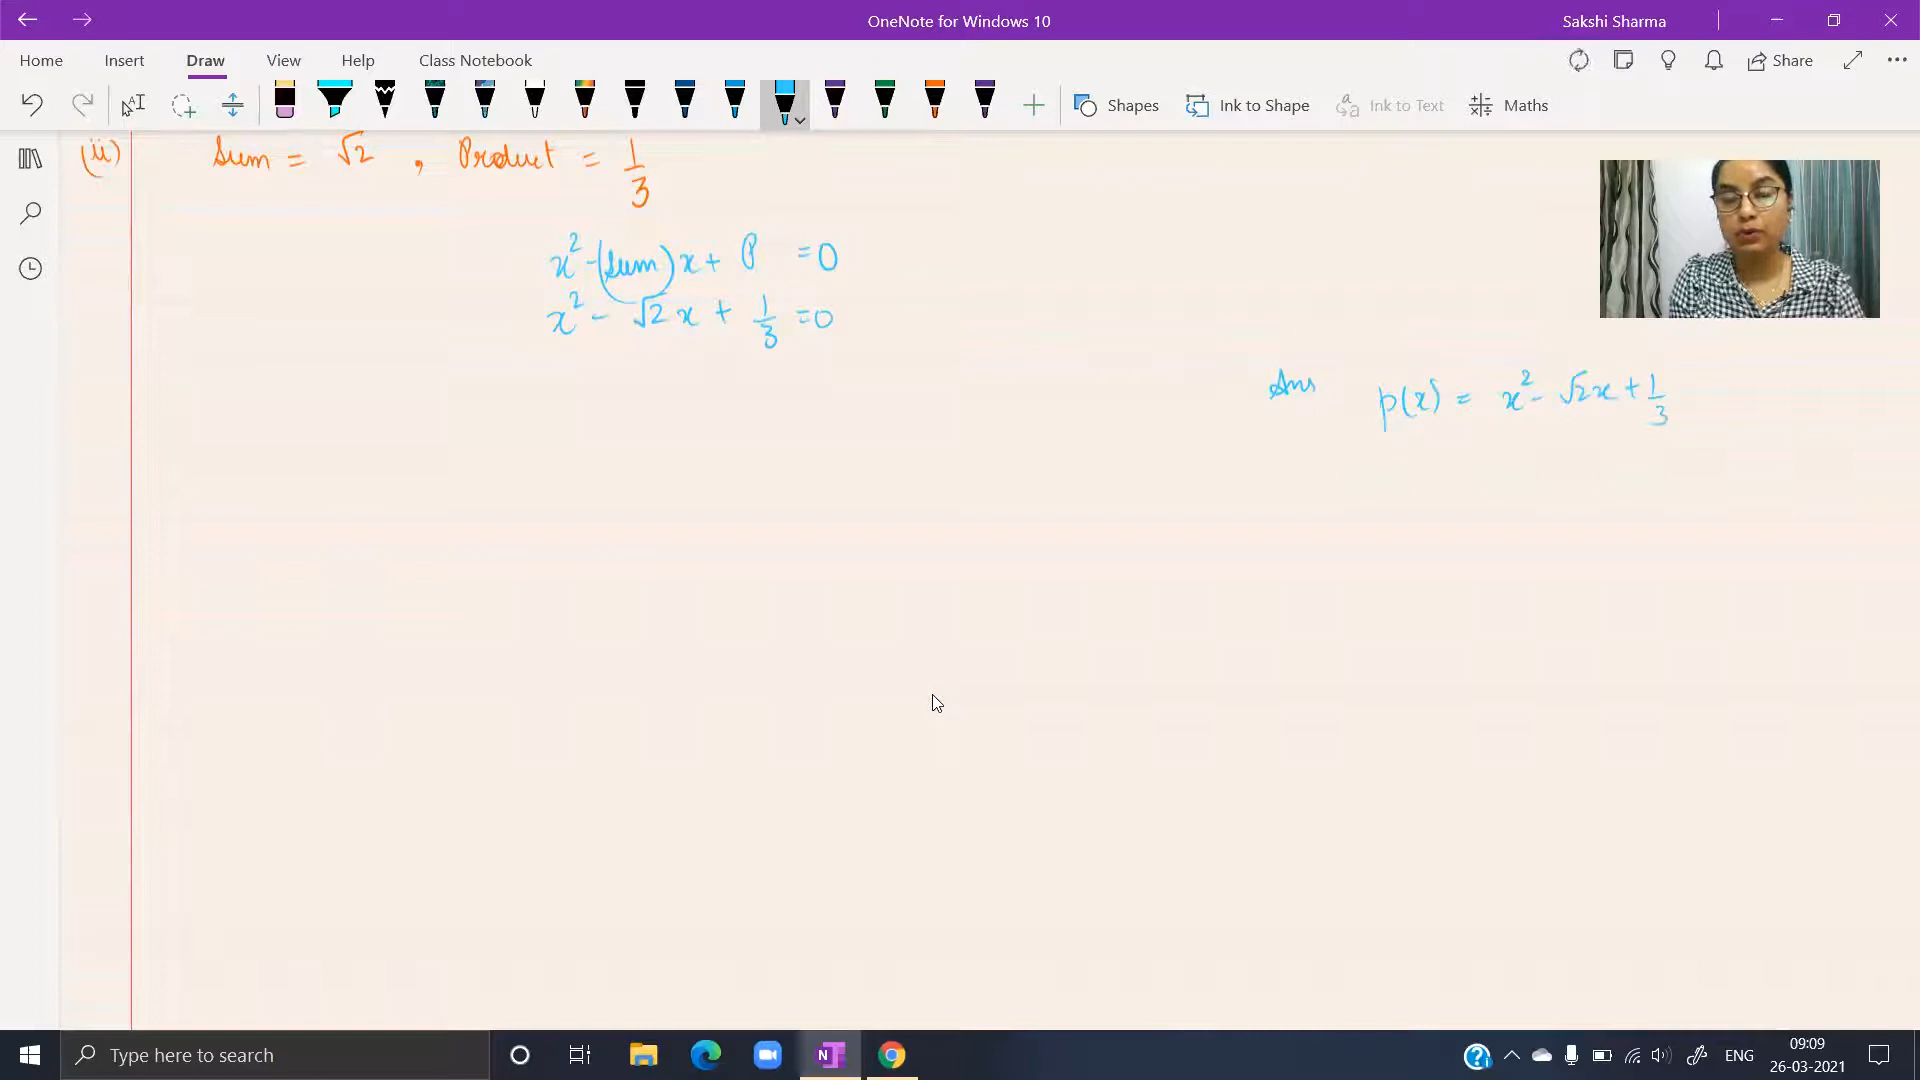 OneNote for Windows 10
Sakshi Sharma
Home Insert Draw View Help Class Notebook
Share
Shapes Ink to Shape Ink to Text Maths
(ii) Sum = √2 , Product = 1/3
x² - (sum) x + P = 0
x² - √2 x + 1/3 = 0
Ans p(x) = x² - √2x + 1/3
Type here to search
ENG
09:09
26-03-2021